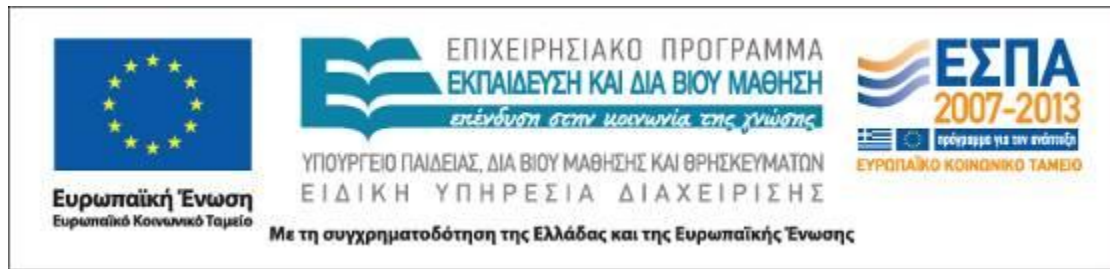 Ευρωπαϊκή Ένωση
Ευρωπαϊκό Κοινωνικό Ταμείο
ΕΠΙΧΕΙΡΗΣΙΑΚΟ ΠΡΟΓΡΑΜΜΑ
ΕΚΠΑΙΔΕΥΣΗ ΚΑΙ ΔΙΑ ΒΙΟΥ ΜΑΘΗΣΗ
επένδυση στην κοινωνία της γνώσης
ΥΠΟΥΡΓΕΙΟ ΠΑΙΔΕΙΑΣ, ΔΙΑ ΒΙΟΥ ΜΑΘΗΣΗΣ ΚΑΙ ΘΡΗΣΚΕΥΜΑΤΩΝ
ΕΙΔΙΚΗ ΥΠΗΡΕΣΙΑ ΔΙΑΧΕΙΡΙΣΗΣ
ΕΣΠΑ
2007-2013
πρόγραμμα για την ανάπτυξη
ΕΥΡΩΠΑΪΚΟ ΚΟΙΝΩΝΙΚΟ ΤΑΜΕΙΟ
Με τη συγχρηματοδότηση της Ελλάδας και της Ευρωπαϊκής Ένωσης